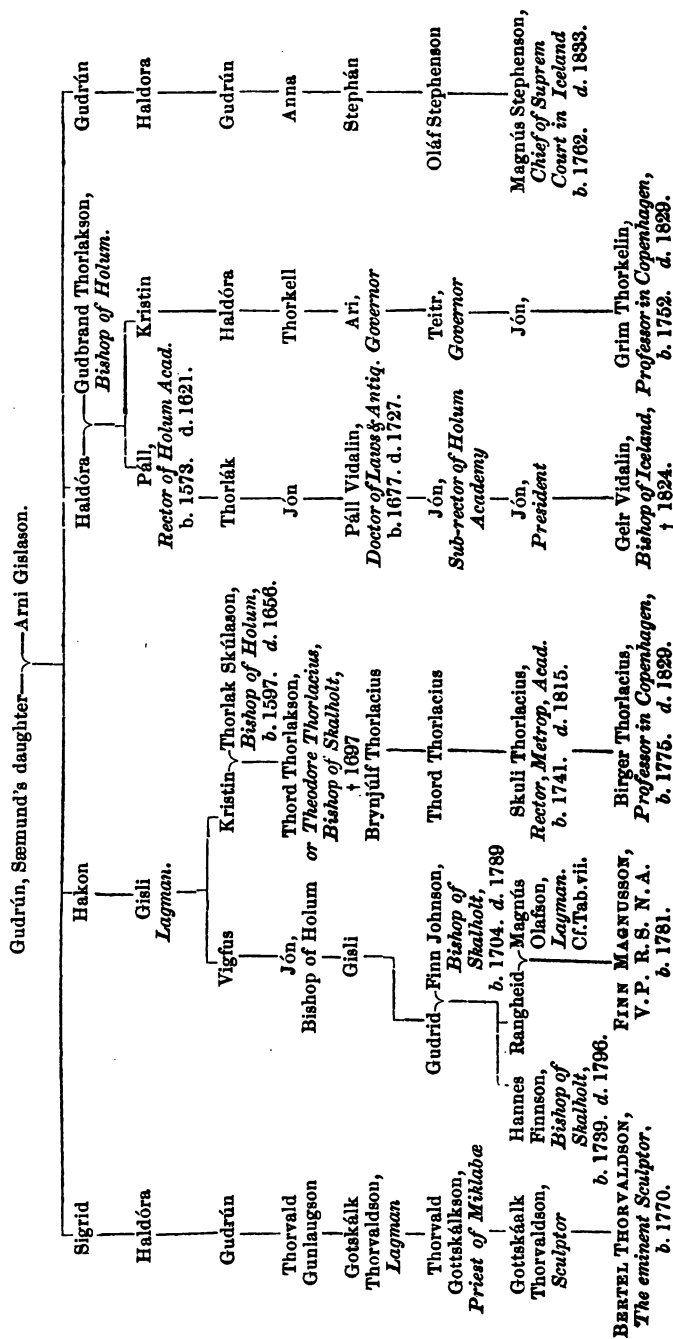 Gudrún, Sæmund's daughter—Arni Gislason.
Sigrid
Haldóra
Gudrún
Thorvald
Gunlaugson
Gotskálk
Thorvaldson,
Lagman
Thorvald
Gottskálkson,
Priest of Miklabæ
Gottskáalk
Thorvaldson,
Sculptor
BERTEL THORVALDSON,
The eminent Sculptor.
b. 1770.
Hakon
Gisli
Lagman.
Vigfus
Jón,
Bishop of Holum
Gisli
Gudrid Finn Johnson,
Bishop of
Skalholt,
b. 1704. d. 1789
Hannes
Finnson,
Bishop of
Skalholt,
b. 1739. d. 1796.
Rangheid Magnús
Olafson,
Layman.
Cf. Tab. vii.
FINN MAGNUSSON,
V.P. R.S. N.A.
b. 1781.
Kristin Thorlak Skúlason,
Bishop of Holum,
b. 1597. d. 1656.
Thord Thorlakson,
or Theodore Thorlacius,
Bishop of Skalholt,
† 1697
Brynjúlf Thorlacius
Thord Thorlacius
Skuli Thorlacius,
Rector, Metrop. Acad.
b. 1741. d. 1815.
Birger Thorlacius,
Professor in Copenhagen,
b. 1775. d. 1829.
Haldóra—Gudbrand Thorlakson,
Bishop of Holum.
Páll,
Rector of Holum Acad.
b. 1573. d. 1621.
Thorlák
Jón
Páll Vidalin,
Doctor of Laws & Antiq.
b. 1677. d. 1727.
Jón,
Sub-rector of Holum
Academy
Jón,
President
Geir Vidalin,
Bishop of Iceland,
† 1824.
Kristin
Haldóra
Thorkell
Ari,
Governor
Teitr,
Governor
Jón,
Grim Thorkelin,
Professor in Copenhagen,
b. 1752. d. 1829.
Gudrún
Haldora
Gudrún
Anna
Stephán
Oláf Stephenson
Magnús Stephenson,
Chief of Suprem
Court in Iceland
b. 1762. d. 1833.